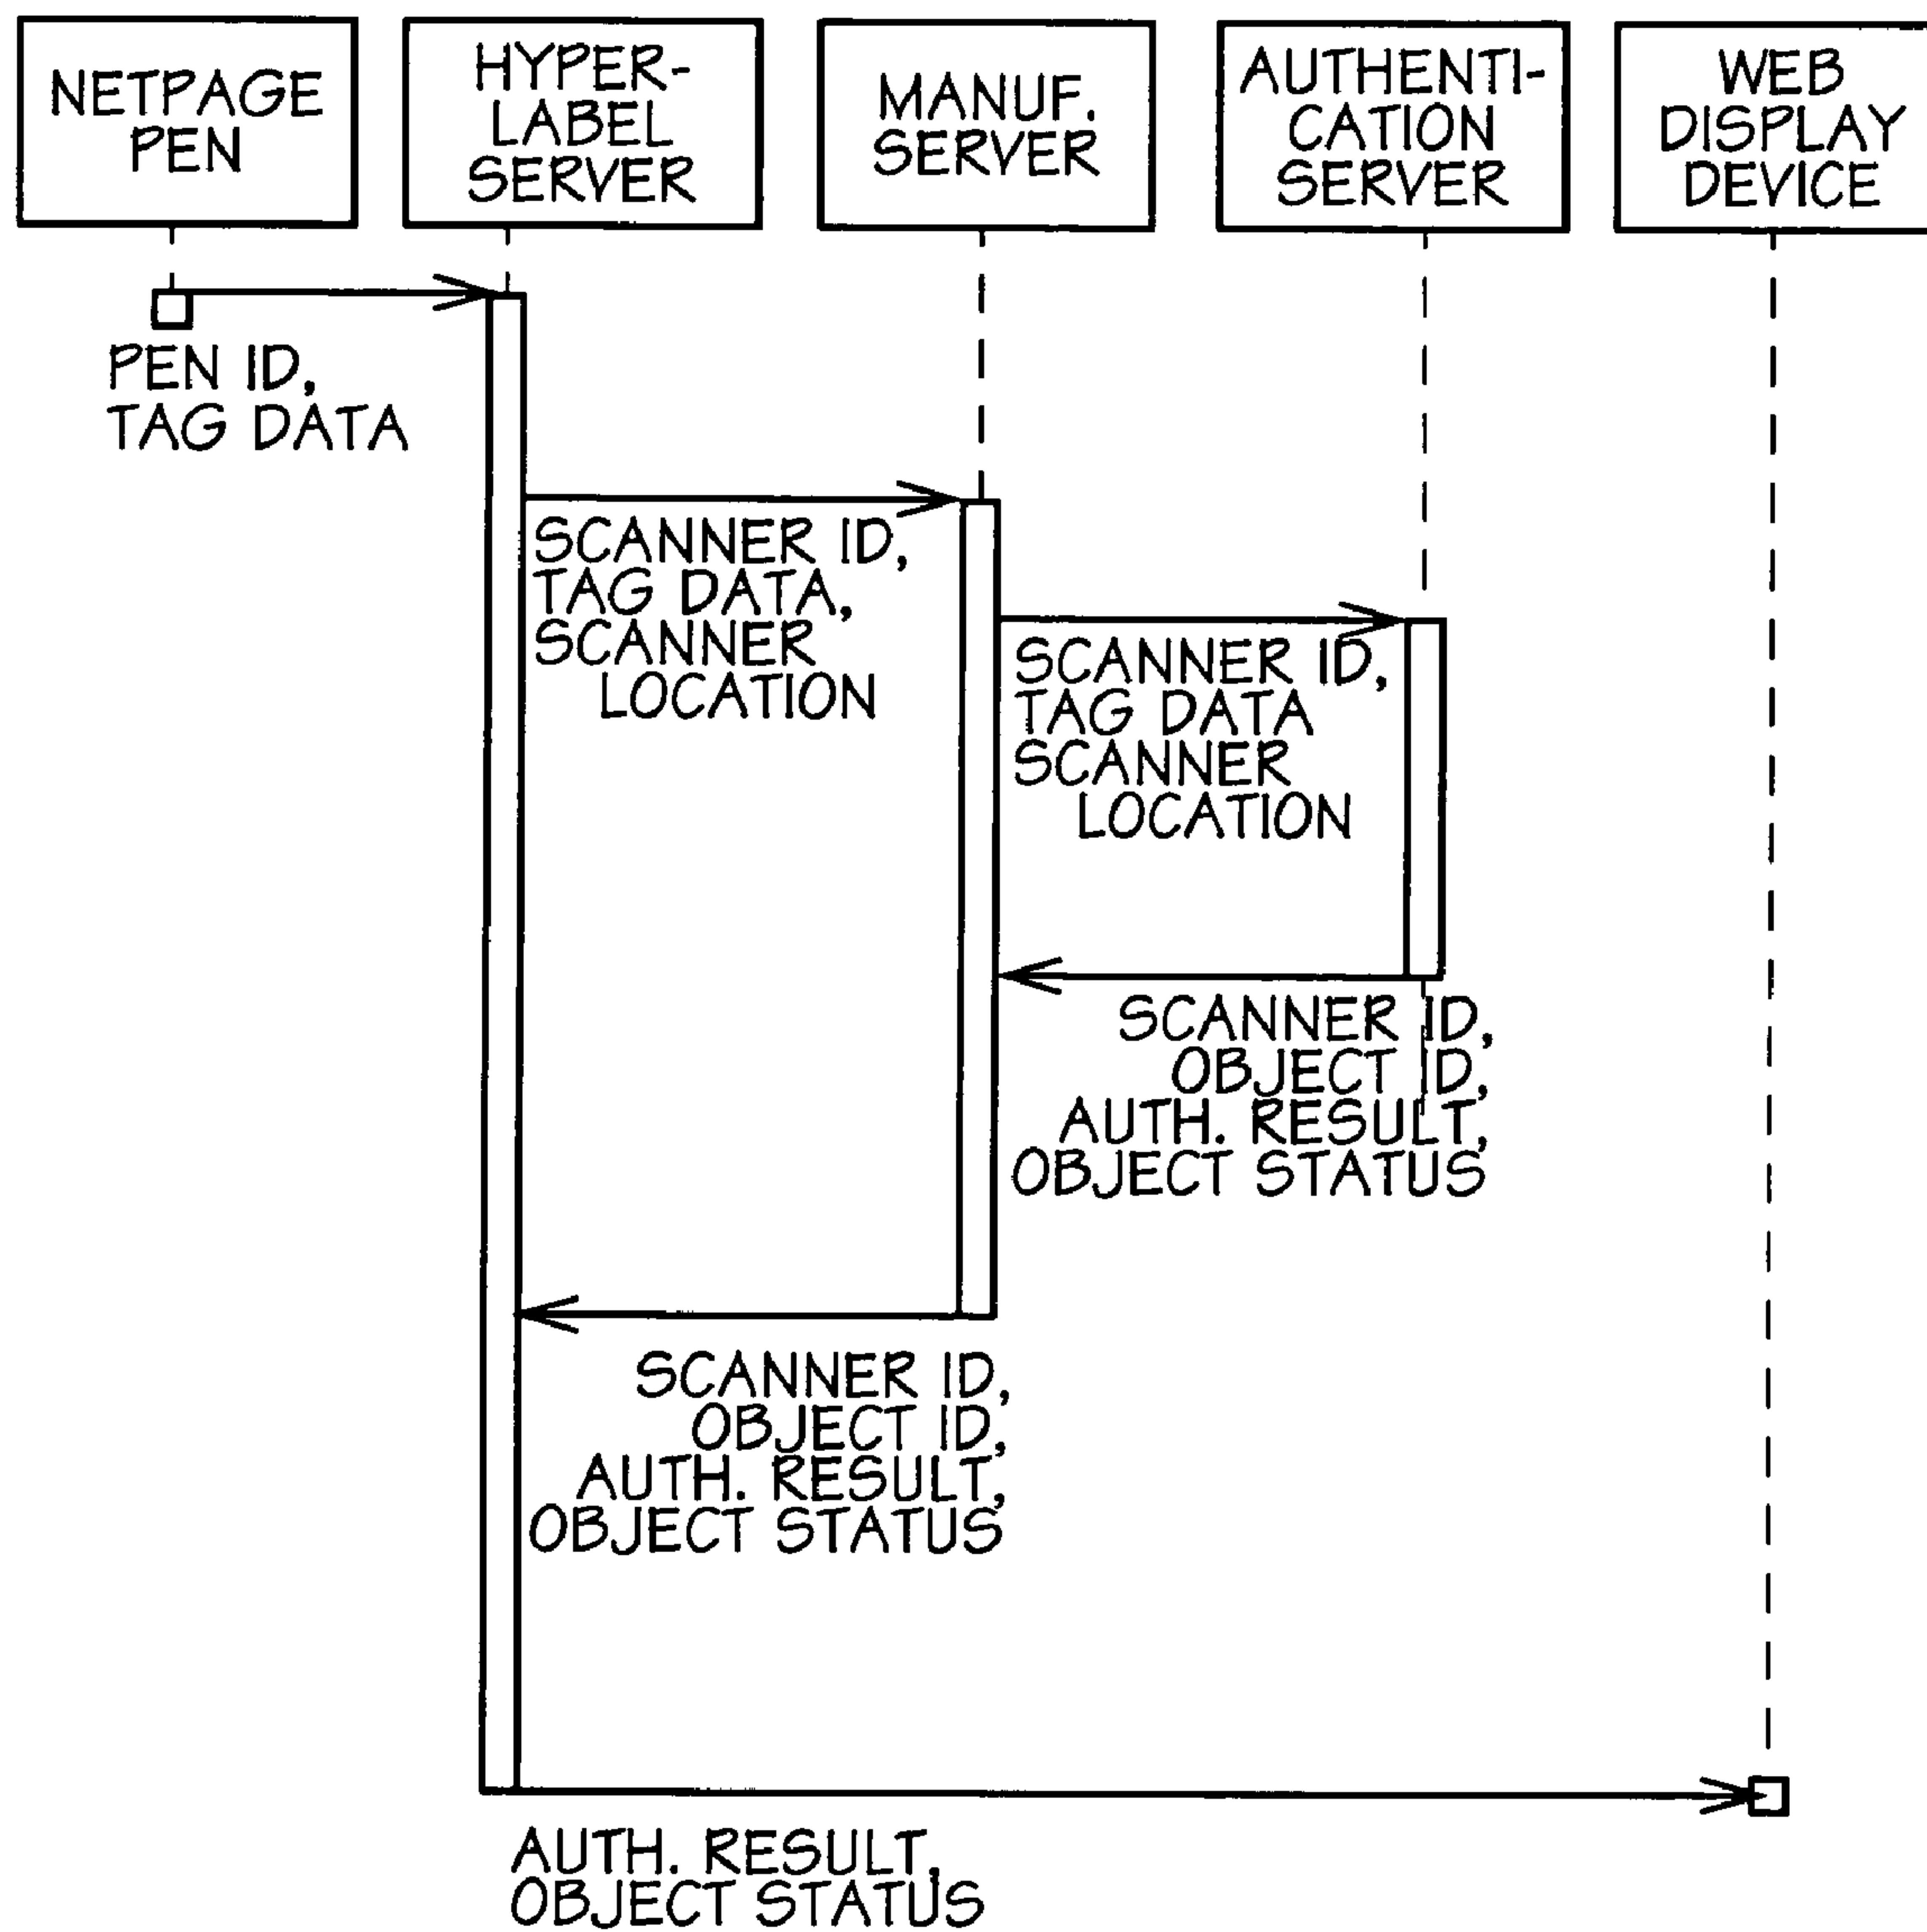 NETPAGE
PEN
HYPER-
LABEL
SERVER
MANUF.
SERVER
AUTHENTI-
CATION
SERVER
WEB
DISPLAY
DEVICE
PEN ID,
TAG DATA
SCANNER ID,
TAG DATA,
SCANNER
LOCATION
SCANNER ID,
TAG DATA
SCANNER
LOCATION
SCANNER ID,
OBJECT ID,
AUTH. RESULT,
OBJECT STATUS
SCANNER ID,
OBJECT ID,
AUTH. RESULT,
OBJECT STATUS
AUTH. RESULT,
OBJECT STATUS